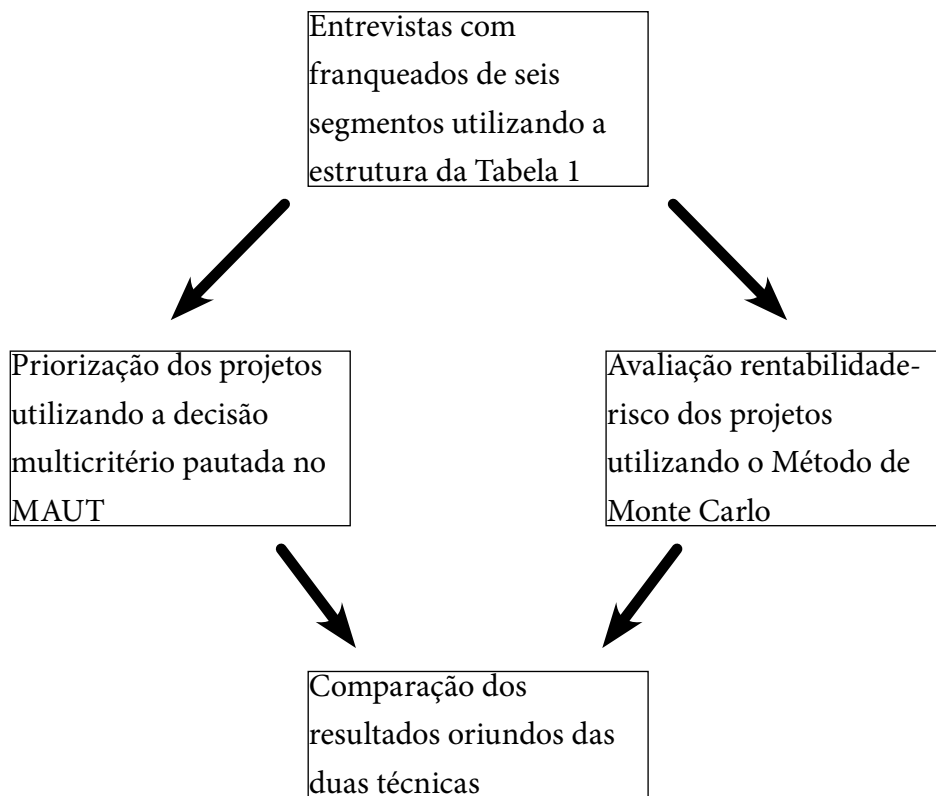 Entrevistas com
franqueados de seis
segmentos utilizando a
estrutura da Tabela 1
Priorização dos projetos
utilizando a decisão
multicritério pautada no
MAUT
Avaliação rentabilidade-
risco dos projetos
utilizando o Método de
Monte Carlo
Comparação dos
resultados oriundos das
duas técnicas